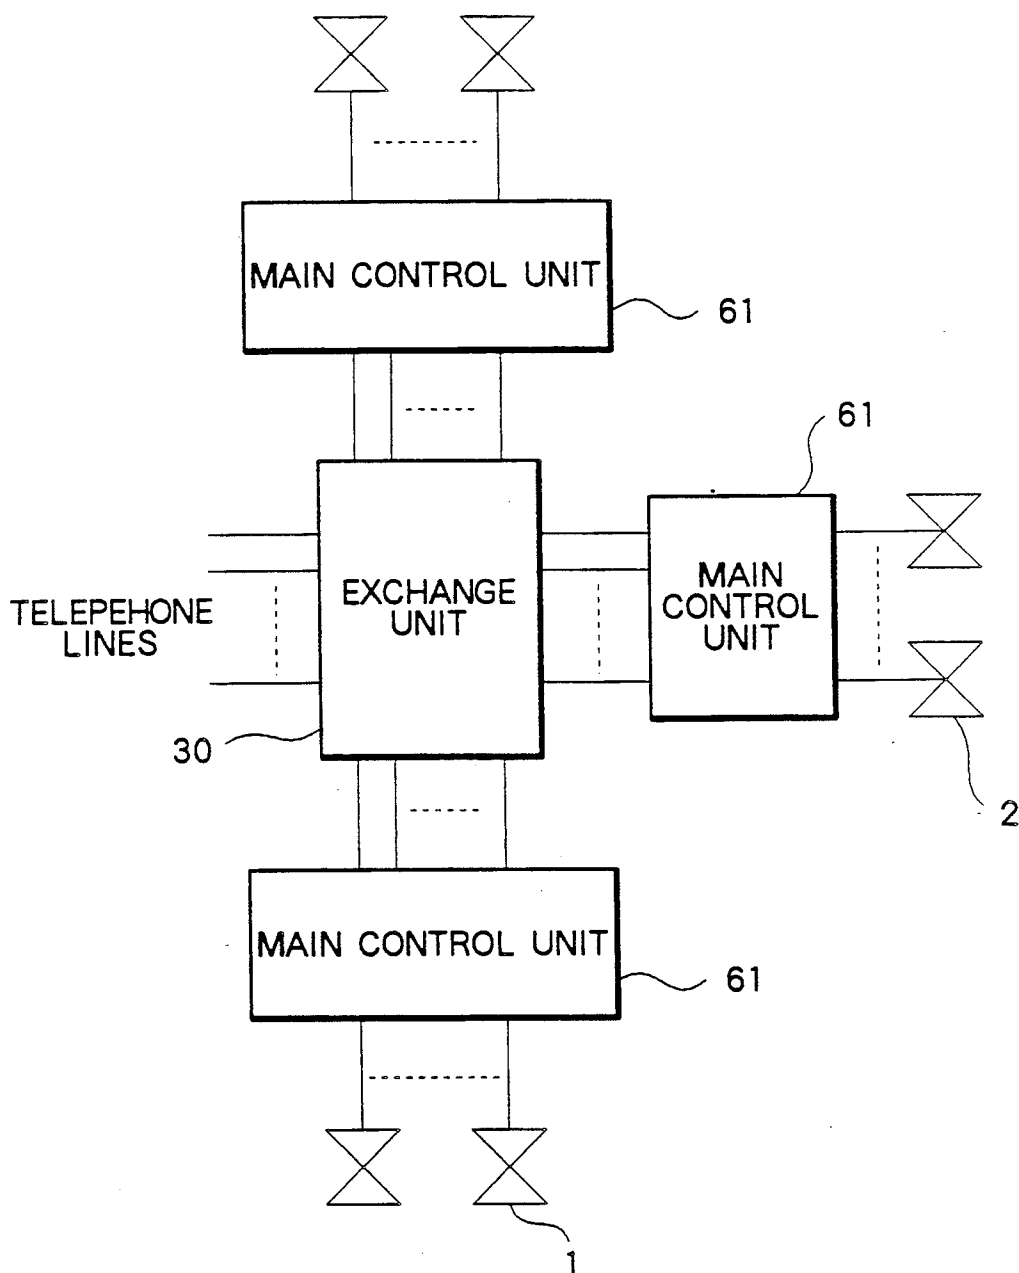 MAIN CONTROL UNIT
61
61
EXCHANGE
UNIT
MAIN
CONTROL
UNIT
TELEPEHONE
LINES
30
2
MAIN CONTROL UNIT
61
1